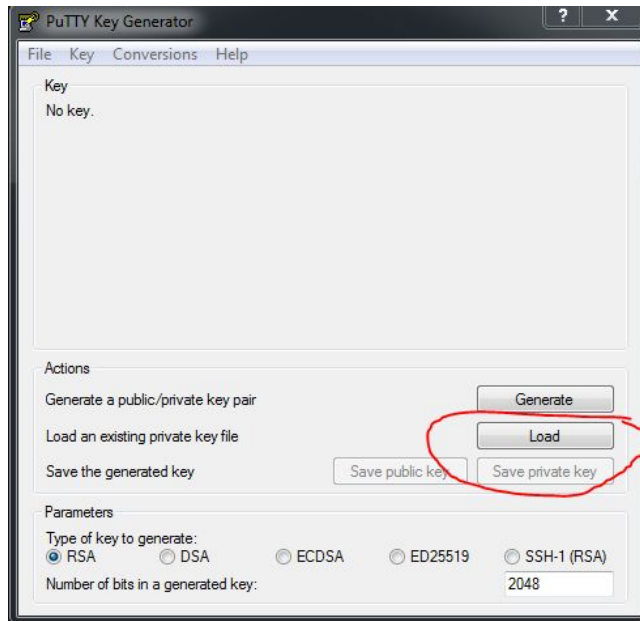 PuTTY Key Generator ? X
File Key Conversions Help
Key
No key.
Actions
Generate a public/private key pair Generate
Load an existing private key file Load
Save the generated key Save public key Save private key
Parameters
Type of key to generate:
RSA DSA ECDSA ED25519 SSH-1 (RSA)
Number of bits in a generated key: 2048